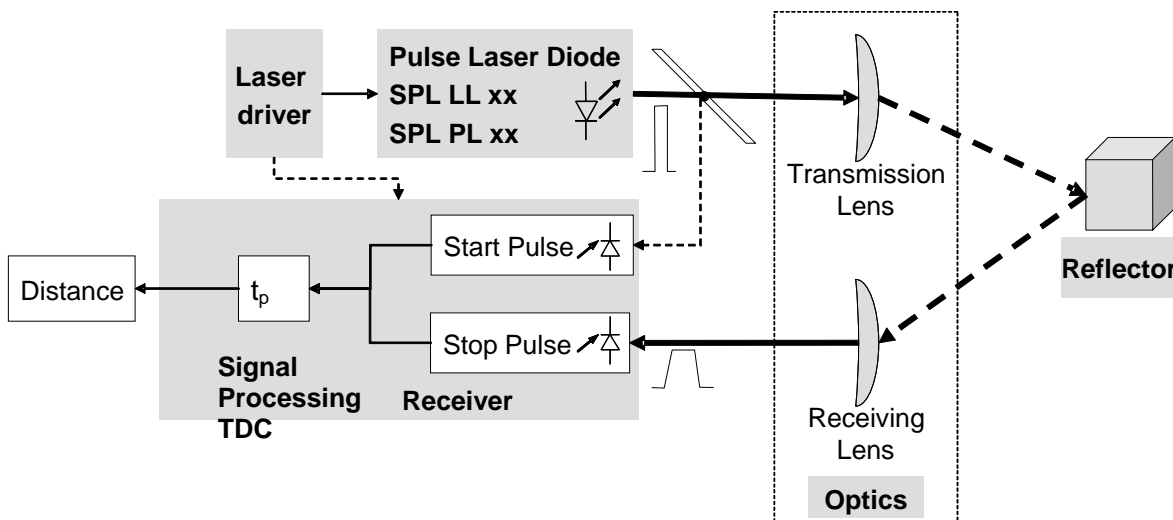 Laser
driver
Pulse Laser Diode
SPL LL xx
SPL PL xx
Transmission
Lens
Reflector
Start Pulse
Distance
tp
Stop Pulse
Signal
Processing
TDC
Receiver
Receiving
Lens
Optics